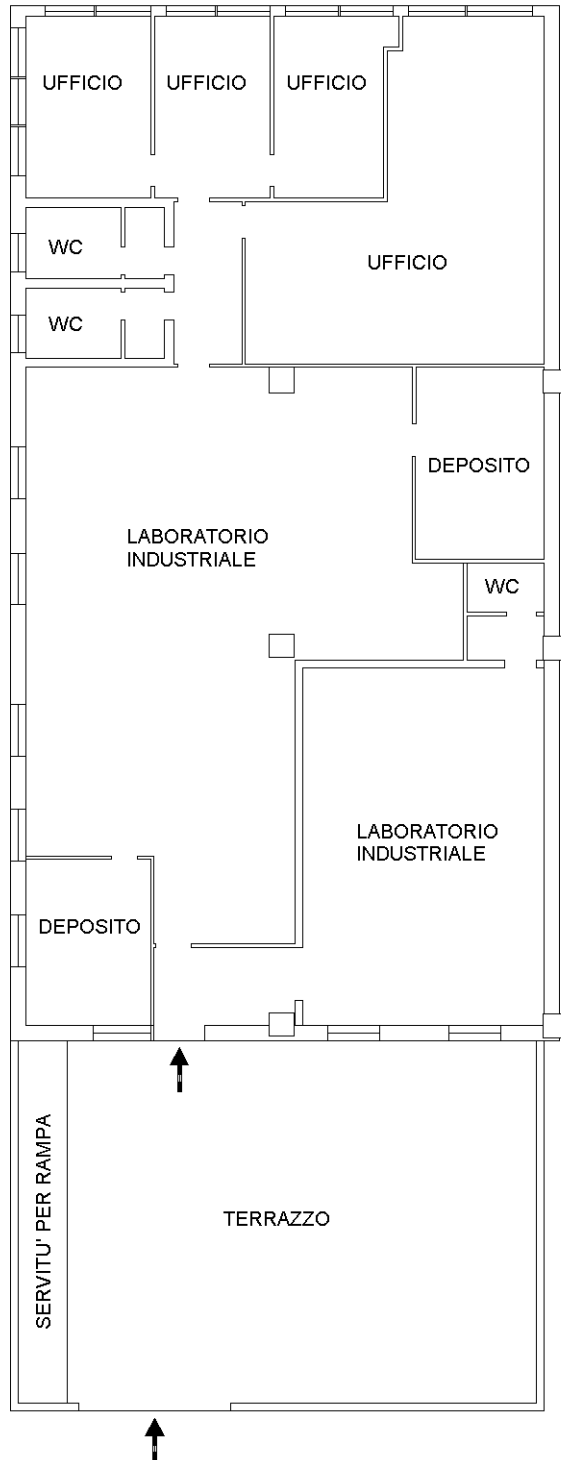 UFFICIO
UFFICIO
UFFICIO
UFFICIO
WC
WC
DEPOSITO
LABORATORIO
INDUSTRIALE
WC
LABORATORIO
INDUSTRIALE
DEPOSITO
SERVITU' PER RAMPA
TERRAZZO